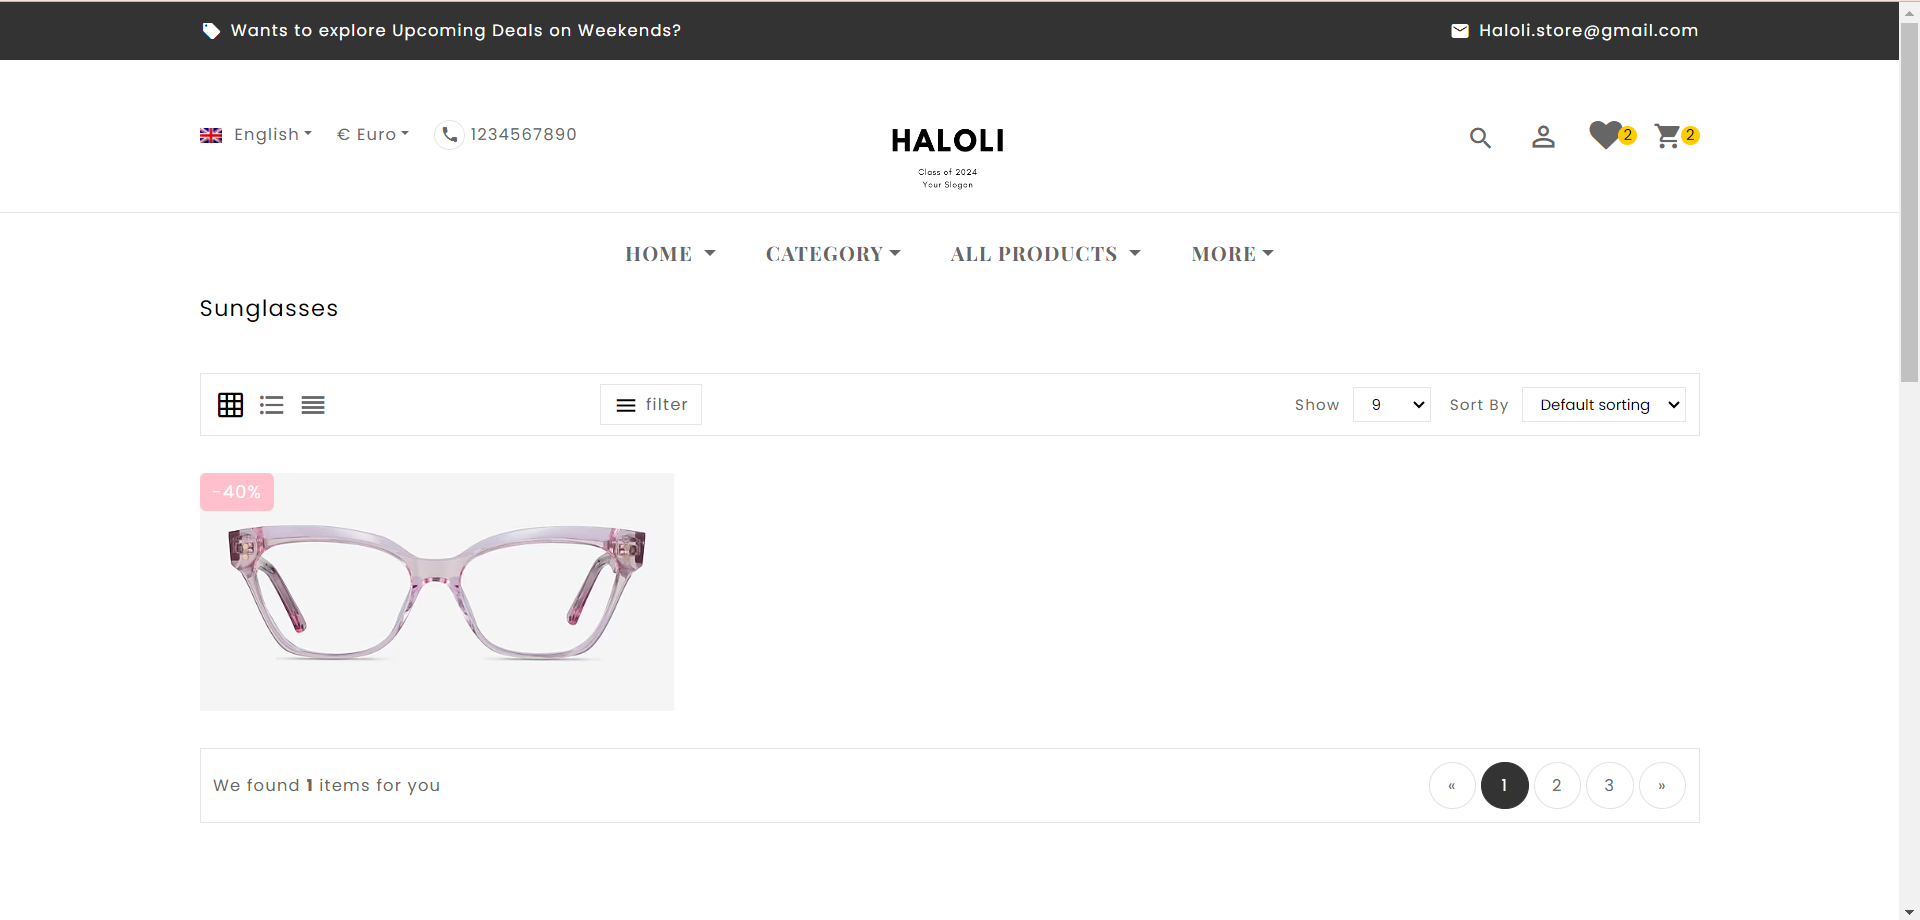 Wants to explore Upcoming Deals on Weekends?
Haloli.store@gmail.com
English
€ Euro
1234567890
HALOLI
Class of 2024
Your Slogan
2
2
HOME
CATEGORY
ALL PRODUCTS
MORE
Sunglasses
filter
Show
9
Sort By
Default sorting
-40%
We found 1 items for you
«
1
2
3
»